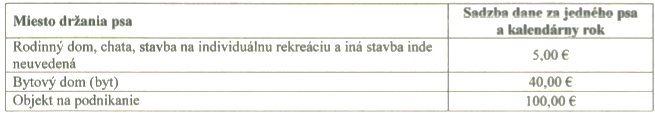 Miesto držania psa
Sadzba dane za jedného psa
a kalendárny rok
Rodinný dom, chata, stavba na individuálnu rekreáciu a iná stavba inde
neuvedená
5,00 €
Bytový dom (byt)
40,00 €
Objekt na podnikanie
100,00 €